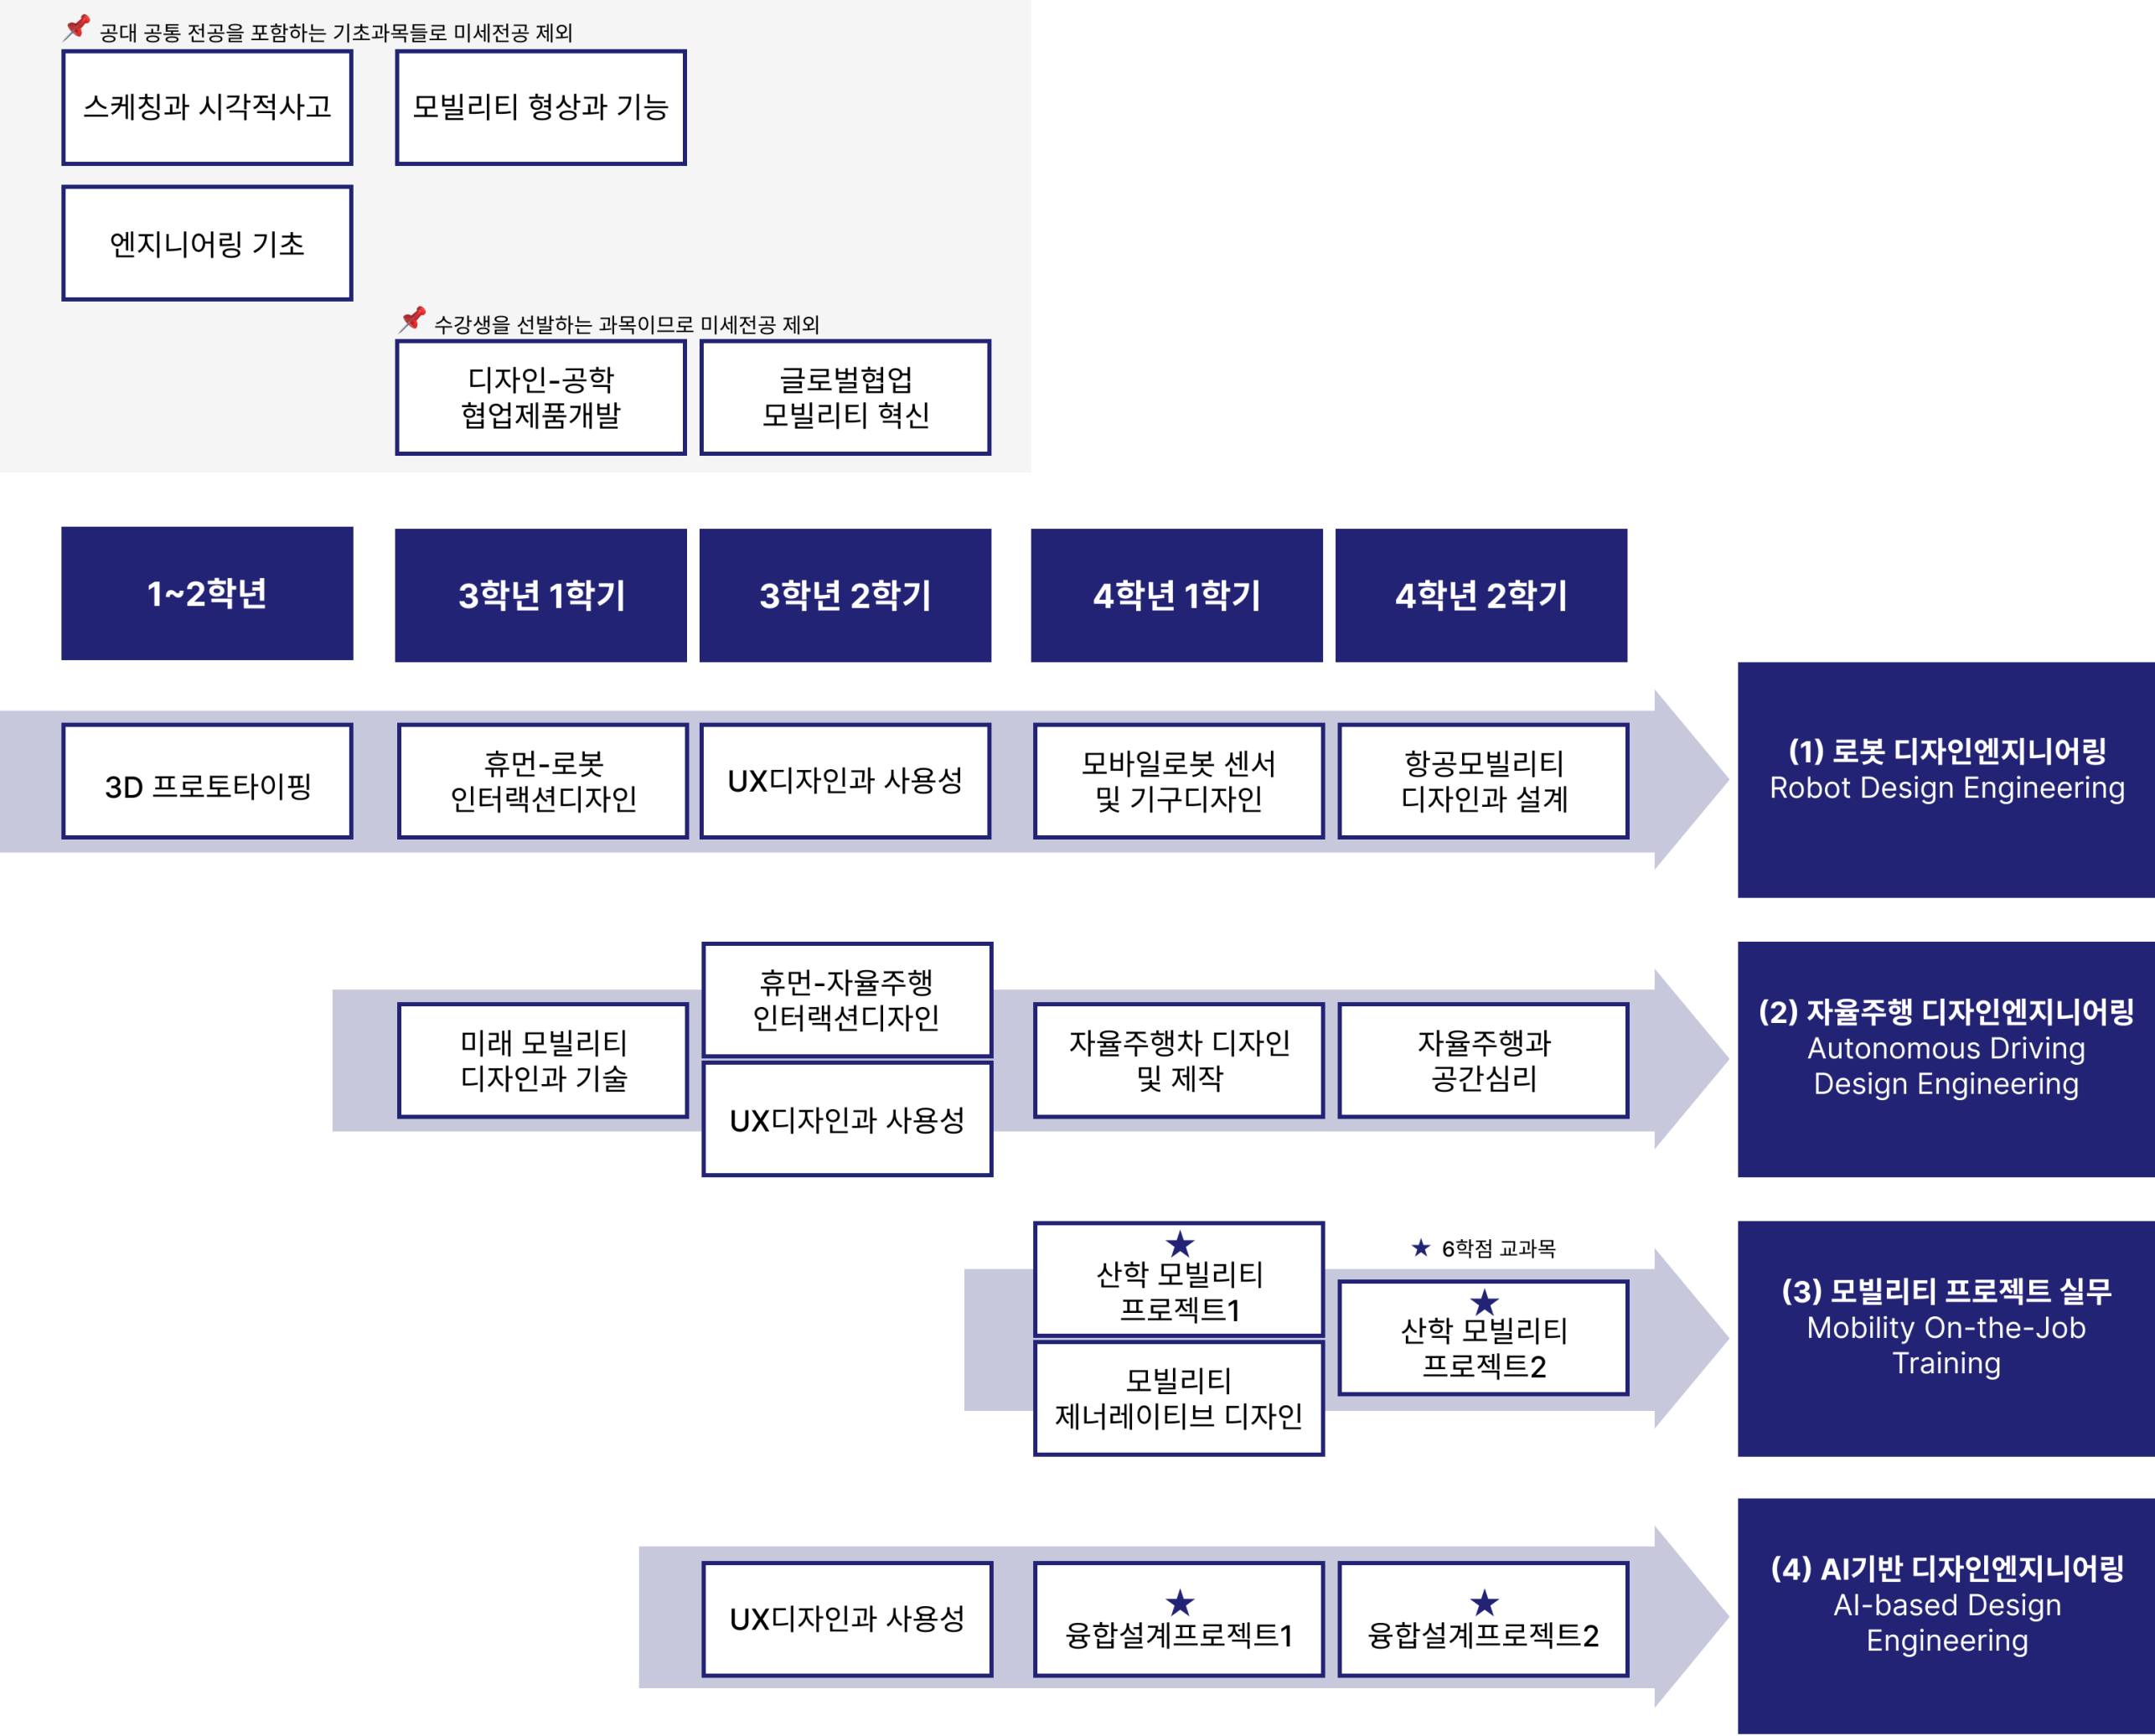 📌 공대 공통 전공을 포함하는 기초과목들로 미세전공 제외
스케칭과 시각적사고
모빌리티 형상과 기능
엔지니어링 기초
📌 수강생을 선발하는 과목이므로 미세전공 제외
디자인-공학
협업제품개발
글로벌협업
모빌리티 혁신
1~2학년
3학년 1학기
3학년 2학기
4학년 1학기
4학년 2학기
3D 프로토타이핑
휴먼-로봇
인터랙션디자인
UX디자인과 사용성
모바일로봇 센서
및 기구디자인
항공모빌리티
디자인과 설계
(1) 로봇 디자인엔지니어링
Robot Design Engineering
미래 모빌리티
디자인과 기술
휴먼-자율주행
인터랙션디자인
UX디자인과 사용성
자율주행차 디자인
및 제작
자율주행과
공간심리
(2) 자율주행 디자인엔지니어링
Autonomous Driving
Design Engineering
★
산학 모빌리티
프로젝트1
모빌리티
제너레이티브 디자인
★ 6학점 교과목
★
산학 모빌리티
프로젝트2
(3) 모빌리티 프로젝트 실무
Mobility On-the-Job
Training
UX디자인과 사용성
★
융합설계프로젝트1
★
융합설계프로젝트2
(4) AI기반 디자인엔지니어링
AI-based Design
Engineering